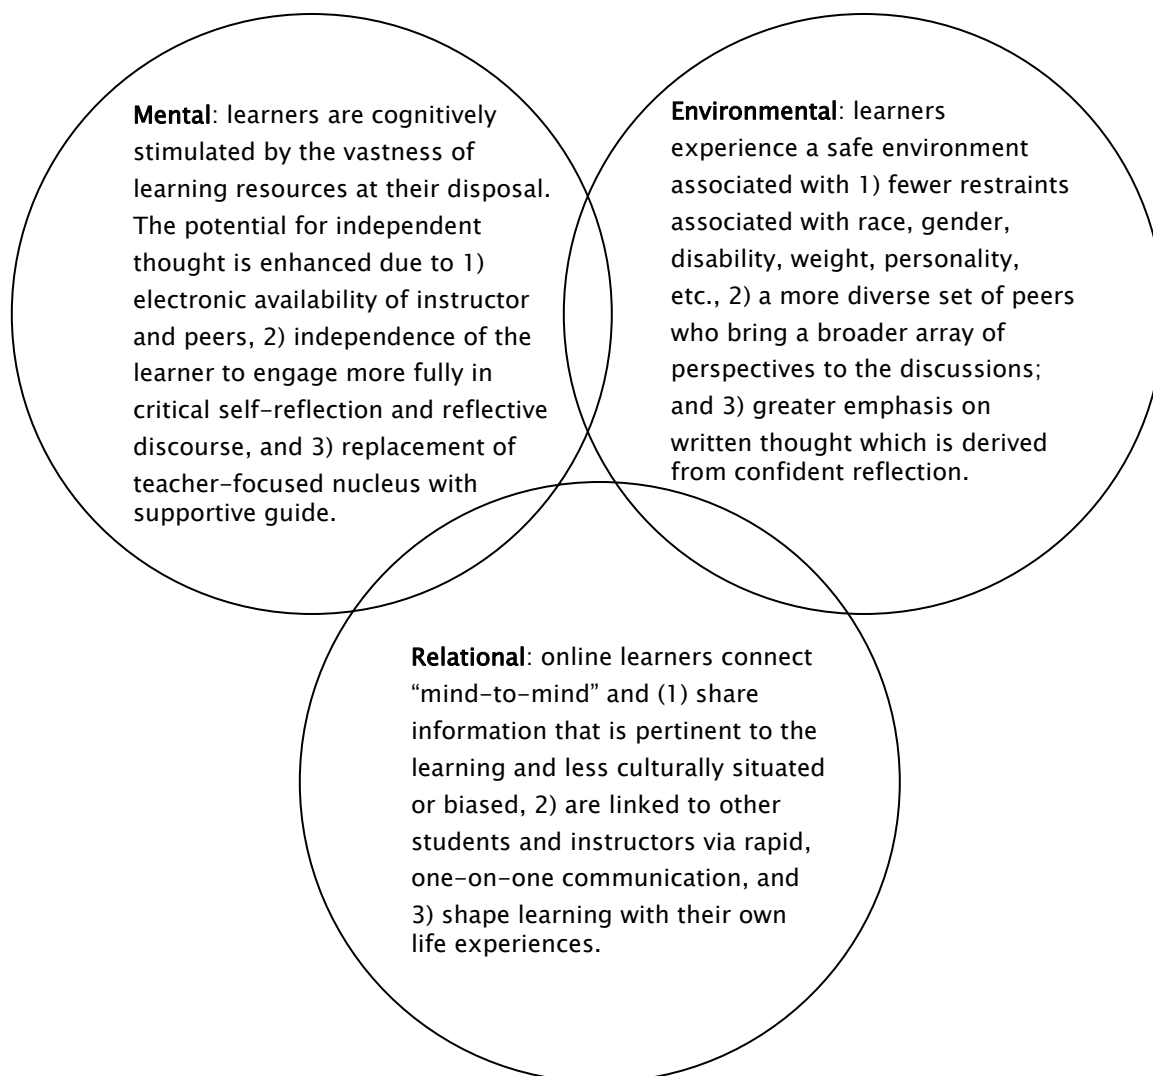 Mental: learners are cognitively
stimulated by the vastness of
learning resources at their disposal.
The potential for independent
thought is enhanced due to 1)
electronic availability of instructor
and peers, 2) independence of the
learner to engage more fully in
critical self-reflection and reflective
discourse, and 3) replacement of
teacher-focused nucleus with
supportive guide.
Environmental: learners
experience a safe environment
associated with 1) fewer restraints
associated with race, gender,
disability, weight, personality,
etc., 2) a more diverse set of peers
who bring a broader array of
perspectives to the discussions;
and 3) greater emphasis on
written thought which is derived
from confident reflection.
Relational: online learners connect
“mind-to-mind” and (1) share
information that is pertinent to the
learning and less culturally situated
or biased, 2) are linked to other
students and instructors via rapid,
one-on-one communication, and
3) shape learning with their own
life experiences.